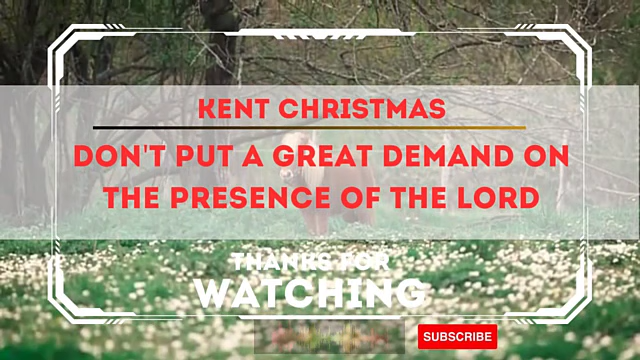 KENT CHRISTMAS
DON'T PUT A GREAT DEMAND ON
THE PRESENCE OF THE LORD
THANKS FOR
WATCHING
SUBSCRIBE